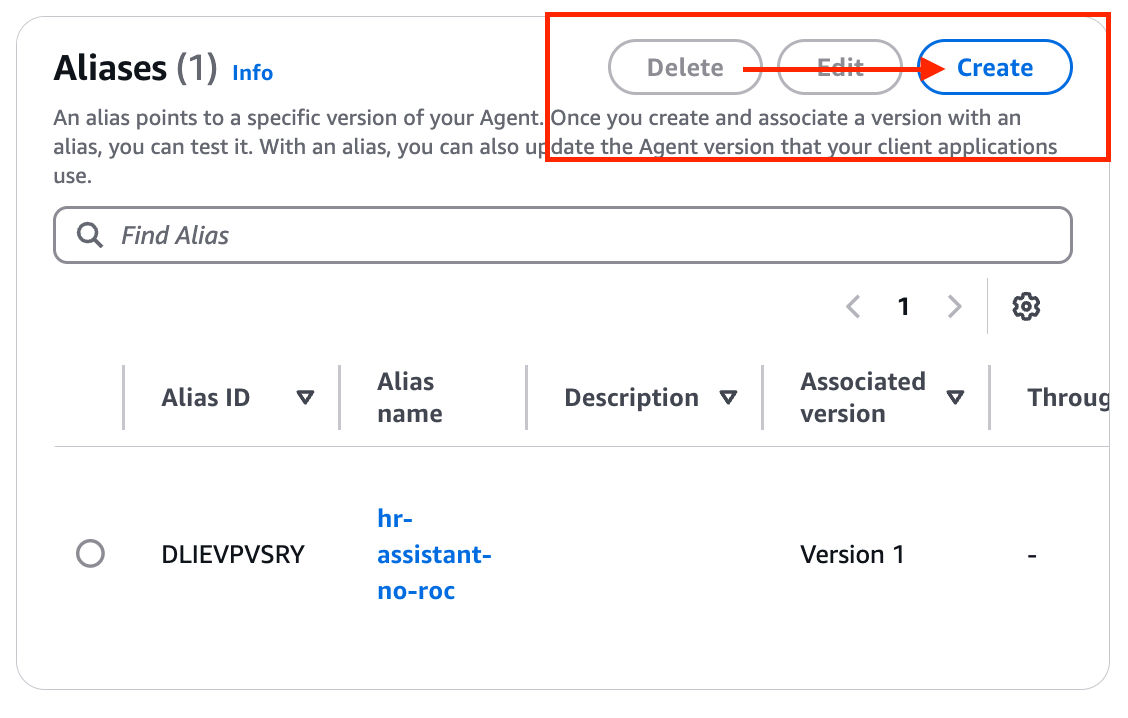 Aliases (1) Info
Delete Edit Create
An alias points to a specific version of your Agent. Once you create and associate a version with an
alias, you can test it. With an alias, you can also update the Agent version that your client applications
use.
Find Alias
1
Alias ID
Alias
name
Description
Associated
version
Throug
hr-
assistant-
no-roc
DLIEVPVSRY
Version 1
-